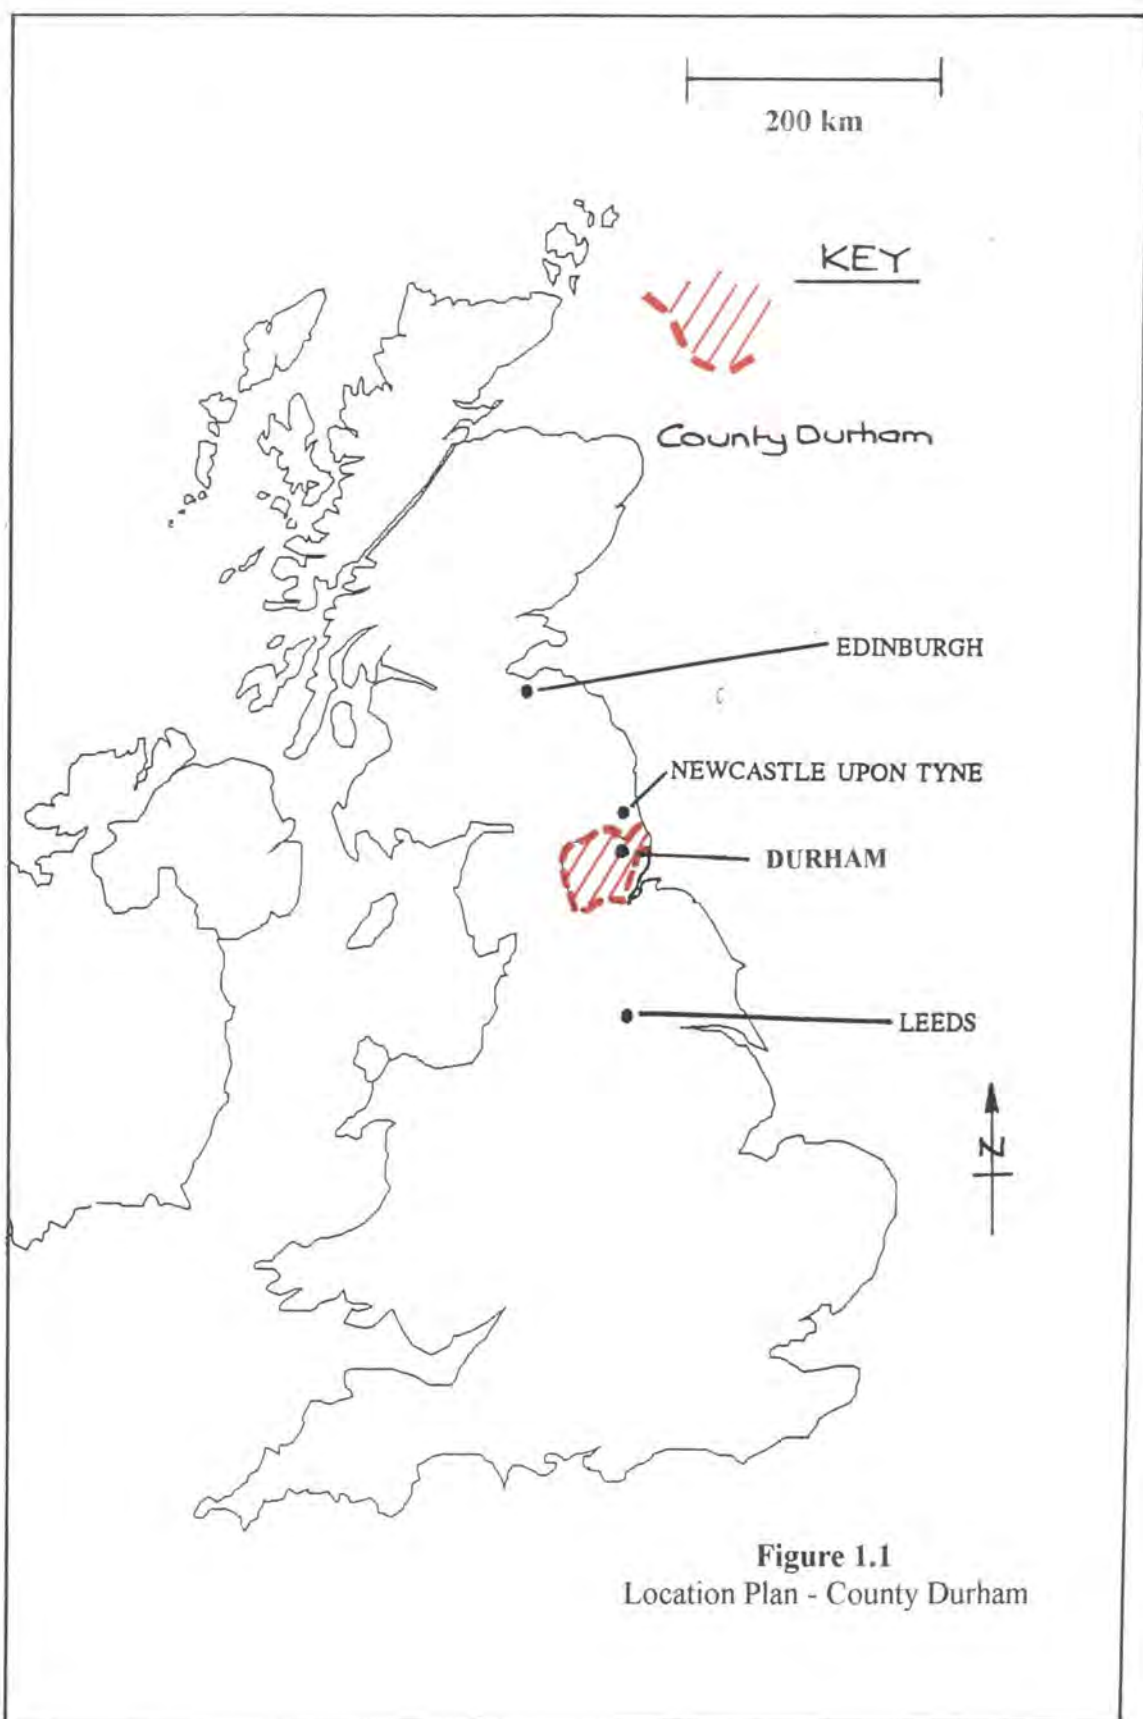 200 km
KEY
County Durham
EDINBURGH
NEWCASTLE UPON TYNE
DURHAM
LEEDS
N
Figure 1.1
Location Plan - County Durham